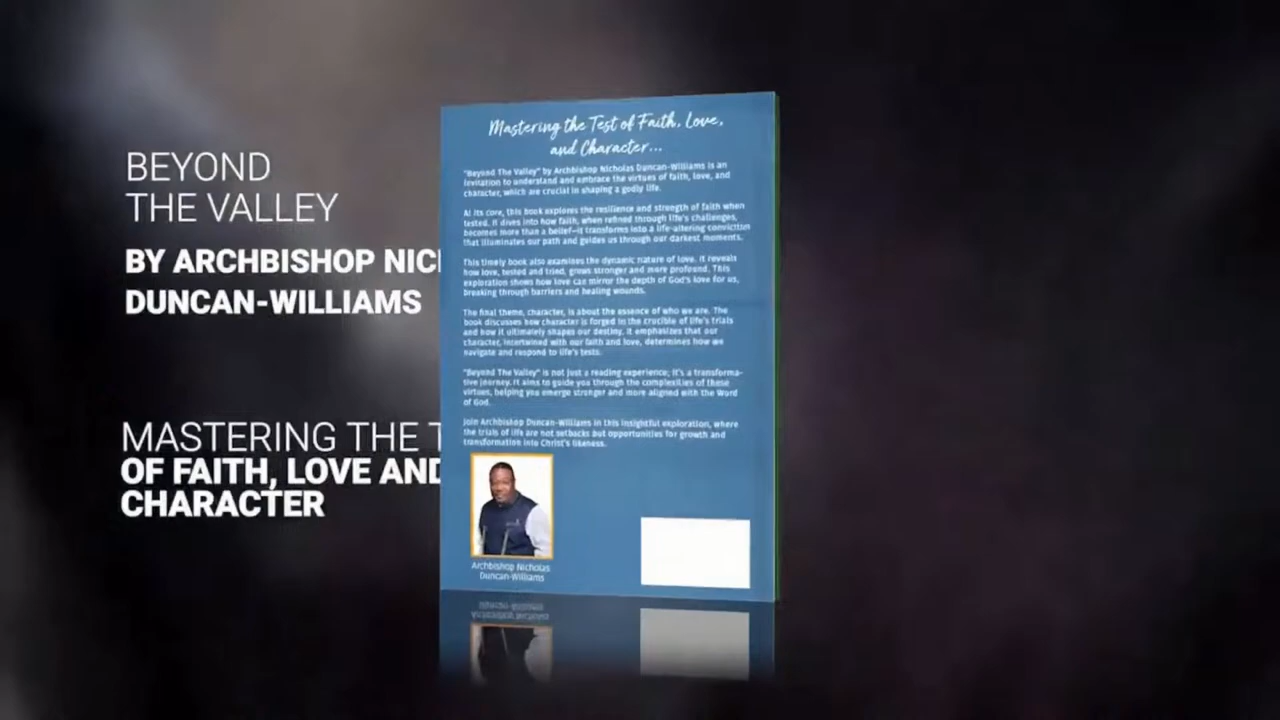 BEYOND
THE VALLEY
BY ARCHBISHOP NIC
DUNCAN-WILLIAMS
MASTERING THE T
OF FAITH, LOVE AND
CHARACTER
Mastering the Test of Faith, Love,
and Character...
"Beyond The Valley" by Archbishop Nicholas Duncan-Williams is an
invitation to understand and embrace the virtues of faith, love, and
character, which are crucial in shaping a godly life.
At its core, this book explores the resilience and strength of faith when
tested. It dives into how faith, when refined through life's challenges,
becomes more than a belief—it transforms into a life-altering conviction
that illuminates our path and guides us through our darkest moments.
This timely book also examines the dynamic nature of love. It reveals
how love, tested and tried, grows stronger and more profound. This
exploration shows how love can mirror the depth of God's love for us,
breaking through barriers and healing wounds.
The final theme, character, is about the essence of who we are. The
book discusses how character is forged in the crucible of life's trials
and how it ultimately shapes our destiny. It emphasizes that our
character, intertwined with our faith and love, determines how we
navigate and respond to life's tests.
"Beyond The Valley" is not just a reading experience; it's a transforma-
tive journey. It aims to guide you through the complexities of these
virtues, helping you emerge stronger and more aligned with the Word
of God.
Join Archbishop Duncan-Williams in this insightful exploration, where
the trials of life are not setbacks but opportunities for growth and
transformation into Christ's likeness.
Archbishop Nicholas
Duncan-Williams